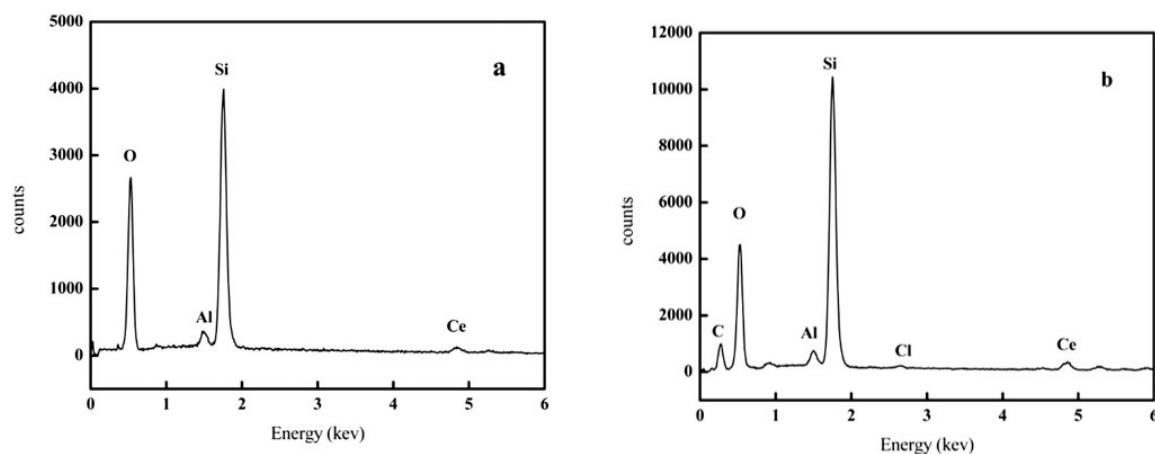 5000
a
Si
4000
3000
O
counts
2000
1000
Al
Ce
0
0 1 2 3 4 5 6
Energy (kev)
12000
Si
b
10000
8000
counts
6000
O
4000
2000
C
Al
Cl
Ce
0
0 1 2 3 4 5 6
Energy (kev)